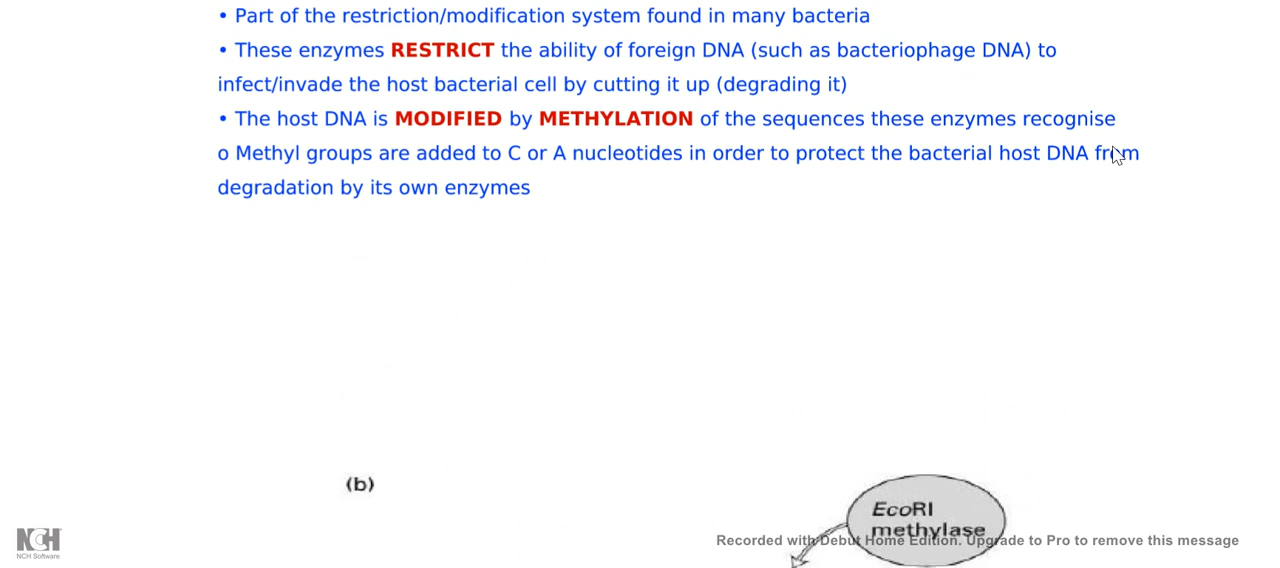 • Part of the restriction/modification system found in many bacteria
• These enzymes RESTRICT the ability of foreign DNA (such as bacteriophage DNA) to
infect/invade the host bacterial cell by cutting it up (degrading it)
• The host DNA is MODIFIED by METHYLATION of the sequences these enzymes recognise
o Methyl groups are added to C or A nucleotides in order to protect the bacterial host DNA from
degradation by its own enzymes
(b)
EcoRI
methylase
NCH
NCH Software
Recorded with Debut Home Edition. Upgrade to Pro to remove this message